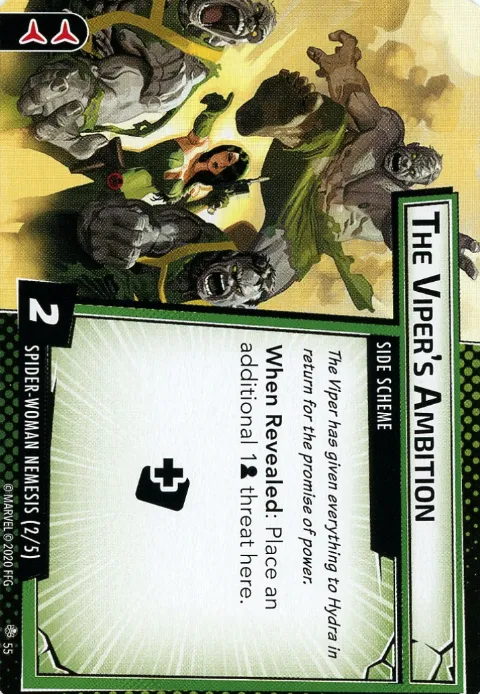 THE VIPER'S AMBITION
SIDE SCHEME
The Viper has given everything to Hydra in
return for the promise of power.
When Revealed: Place an
additional 1 threat here.
2
SPIDER-WOMAN NEMESIS (2/5)
© MARVEL © 2020 FFG
55